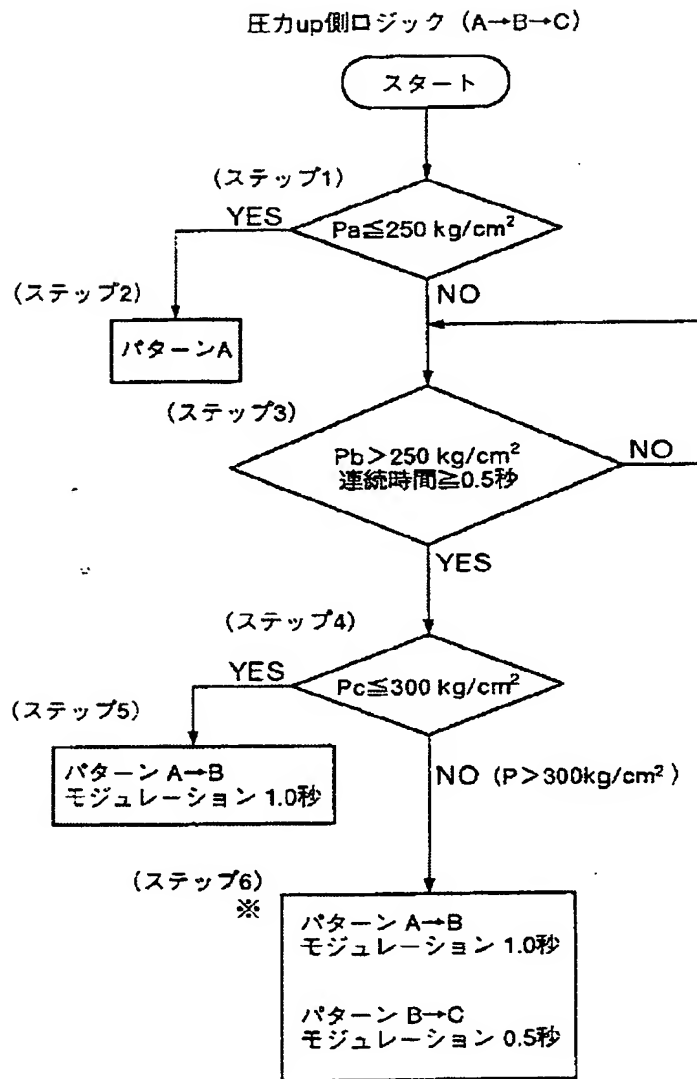 圧力up側ロジック（A→B→C）
スタート
（ステップ1）
YES
Pa≦250 kg/cm²
（ステップ2）
NO
パターンA
（ステップ3）
Pb＞250 kg/cm²
連続時間≧0.5秒
NO
YES
（ステップ4）
YES
Pc≦300 kg/cm²
（ステップ5）
パターン A→B
モジュレーション 1.0秒
NO（P＞300kg/cm²）
（ステップ6）
※
パターン A→B
モジュレーション 1.0秒
パターン B→C
モジュレーション 0.5秒